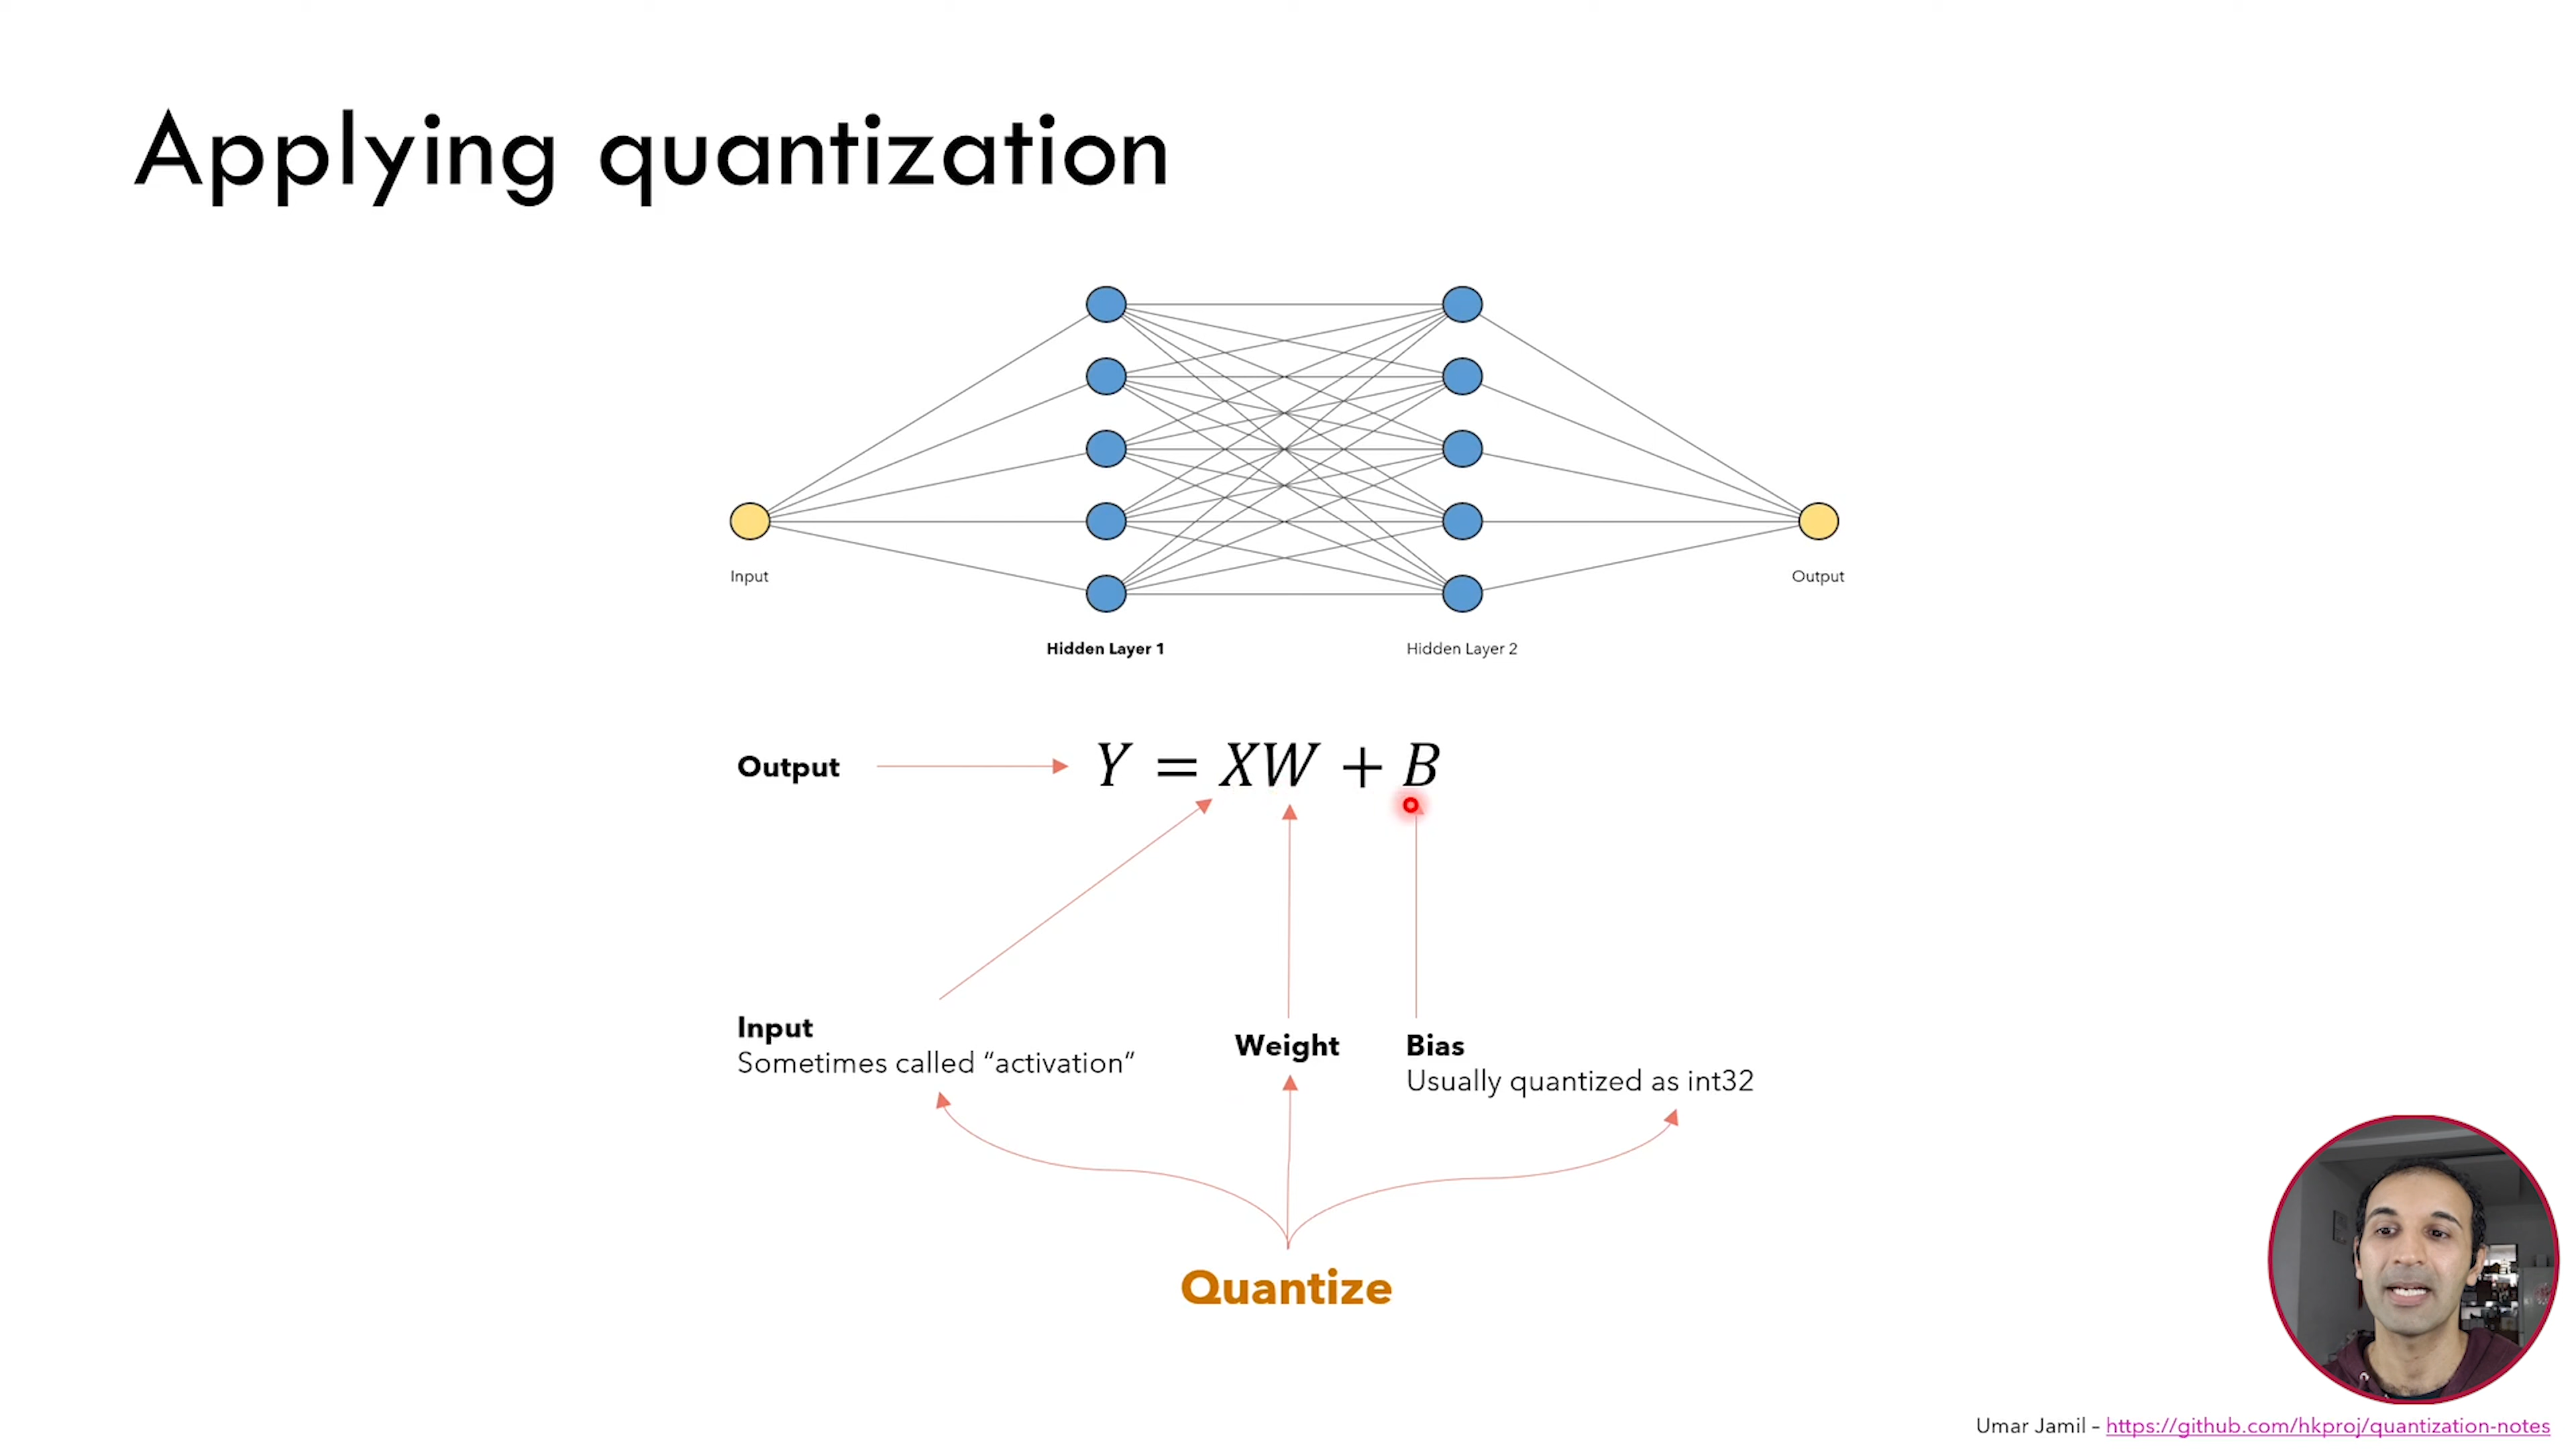 Applying quantization
Input
Output
Hidden Layer 1
Hidden Layer 2
Output
Y = XW + B
Input
Sometimes called “activation”
Weight
Bias
Usually quantized as int32
Quantize
Umar Jamil – https://github.com/hkproj/quantization-notes